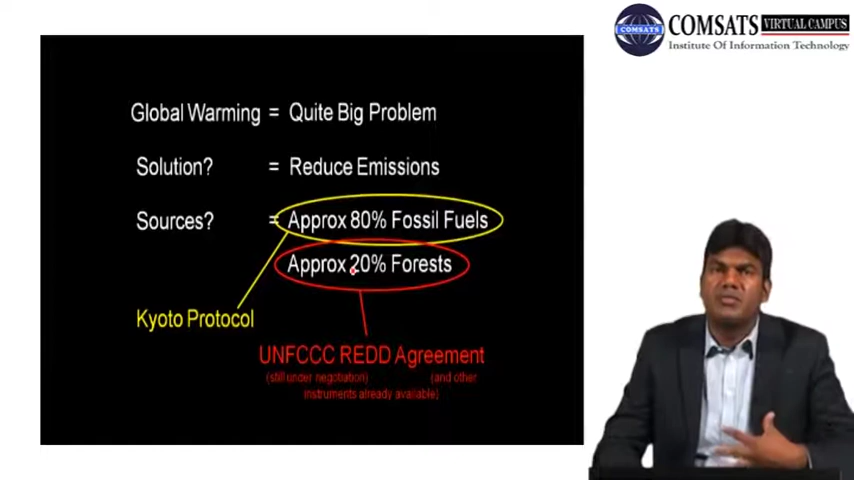 COMSATS VIRTUAL CAMPUS
Institute Of Information Technology
COMSATS
Global Warming = Quite Big Problem
Solution? = Reduce Emissions
Sources? = Approx 80% Fossil Fuels
Approx 20% Forests
Kyoto Protocol
UNFCCC REDD Agreement
(still under negotiation) (and other
instruments already available)